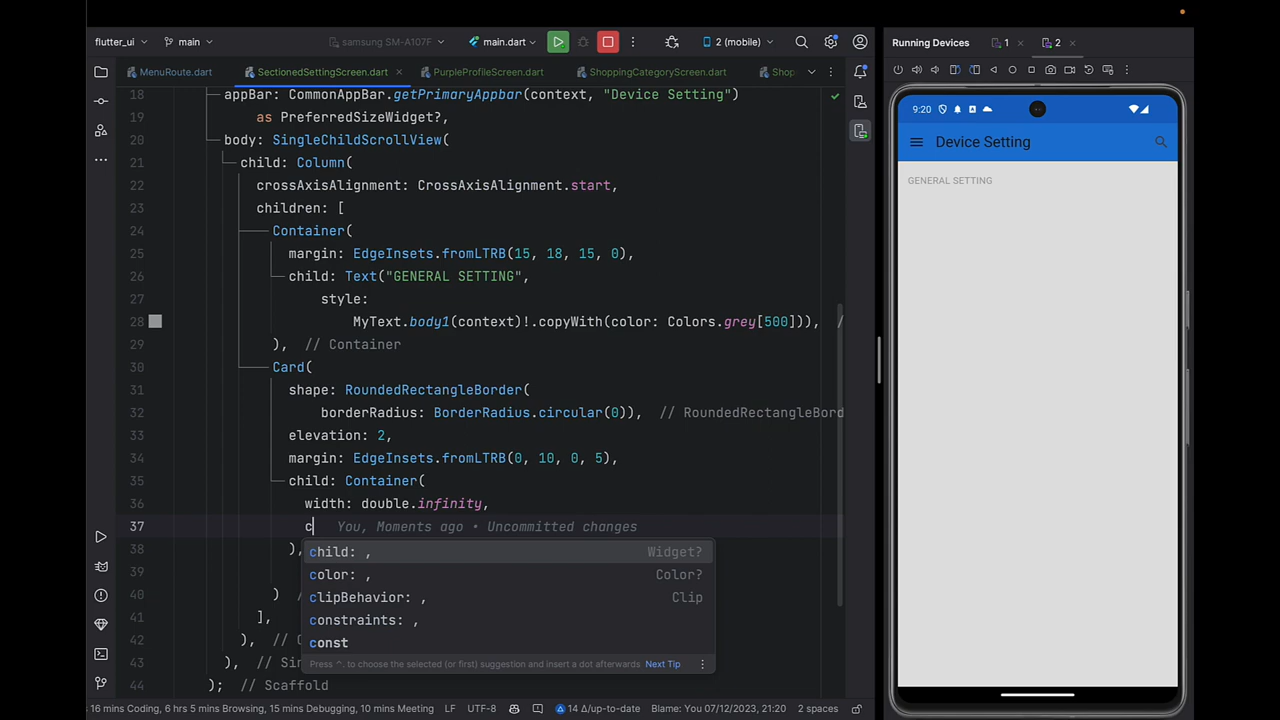 flutter_ui main samsung SM-A107F main.dart 2 (mobile)
Running Devices 1 2
MenuRoute.dart SectionedSettingScreen.dart PurpleProfileScreen.dart ShoppingCategoryScreen.dart Shop
18 appBar: CommonAppBar.getPrimaryAppbar(context, "Device Setting")
19 as PreferredSizeWidget?,
20 body: SingleChildScrollView(
21 child: Column(
22 crossAxisAlignment: CrossAxisAlignment.start,
23 children: [
24 Container(
25 margin: EdgeInsets.fromLTRB(15, 18, 15, 0),
26 child: Text("GENERAL SETTING",
27 style:
28 MyText.body1(context)!.copyWith(color: Colors.grey[500])), /
29 ), // Container
30 Card(
31 shape: RoundedRectangleBorder(
32 borderRadius: BorderRadius.circular(0)), // RoundedRectangleBord
33 elevation: 2,
34 margin: EdgeInsets.fromLTRB(0, 10, 0, 5),
35 child: Container(
36 width: double.infinity,
37 c You, Moments ago • Uncommitted changes
38 ),
39
40 ) /
41 ],
42 ), // C
43 ), // Sin
44 ); // Scaffold
child: , Widget?
color: , Color?
clipBehavior: , Clip
constraints: ,
const
Press ^. to choose the selected (or first) suggestion and insert a dot afterwards Next Tip
9:20
Device Setting
GENERAL SETTING
16 mins Coding, 6 hrs 5 mins Browsing, 15 mins Debugging, 10 mins Meeting LF UTF-8 14 Δ/up-to-date Blame: You 07/12/2023, 21:20 2 spaces